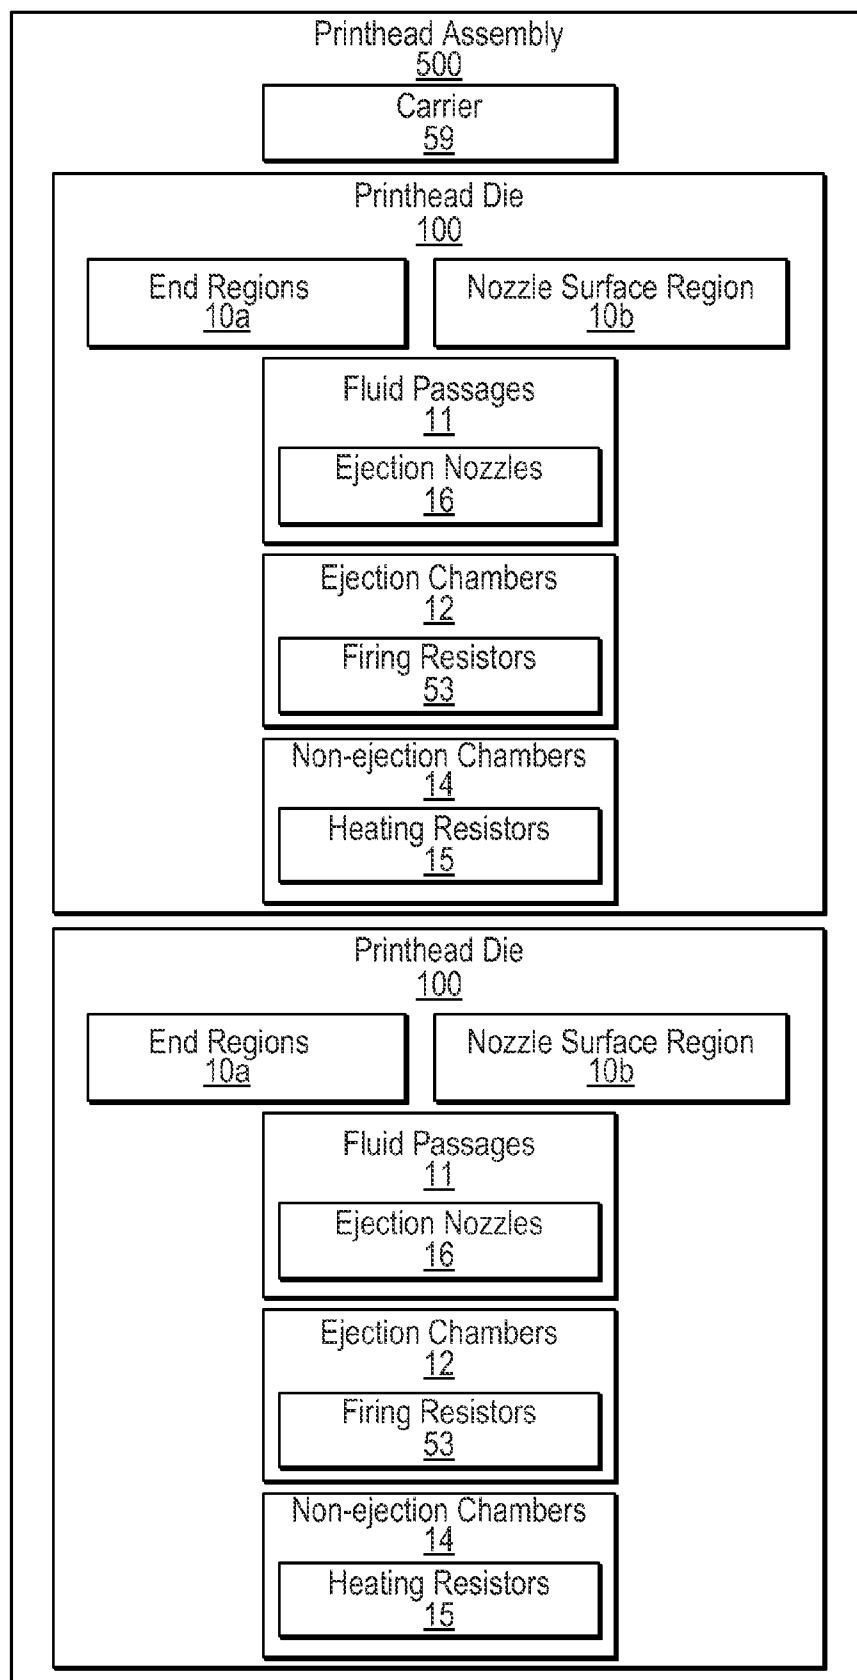 Printhead Assembly
500
Carrier
59
Printhead Die
100
End Regions
10a
Nozzle Surface Region
10b
Fluid Passages
11
Ejection Nozzles
16
Ejection Chambers
12
Firing Resistors
53
Non-ejection Chambers
14
Heating Resistors
15
Printhead Die
100
End Regions
10a
Nozzle Surface Region
10b
Fluid Passages
11
Ejection Nozzles
16
Ejection Chambers
12
Firing Resistors
53
Non-ejection Chambers
14
Heating Resistors
15